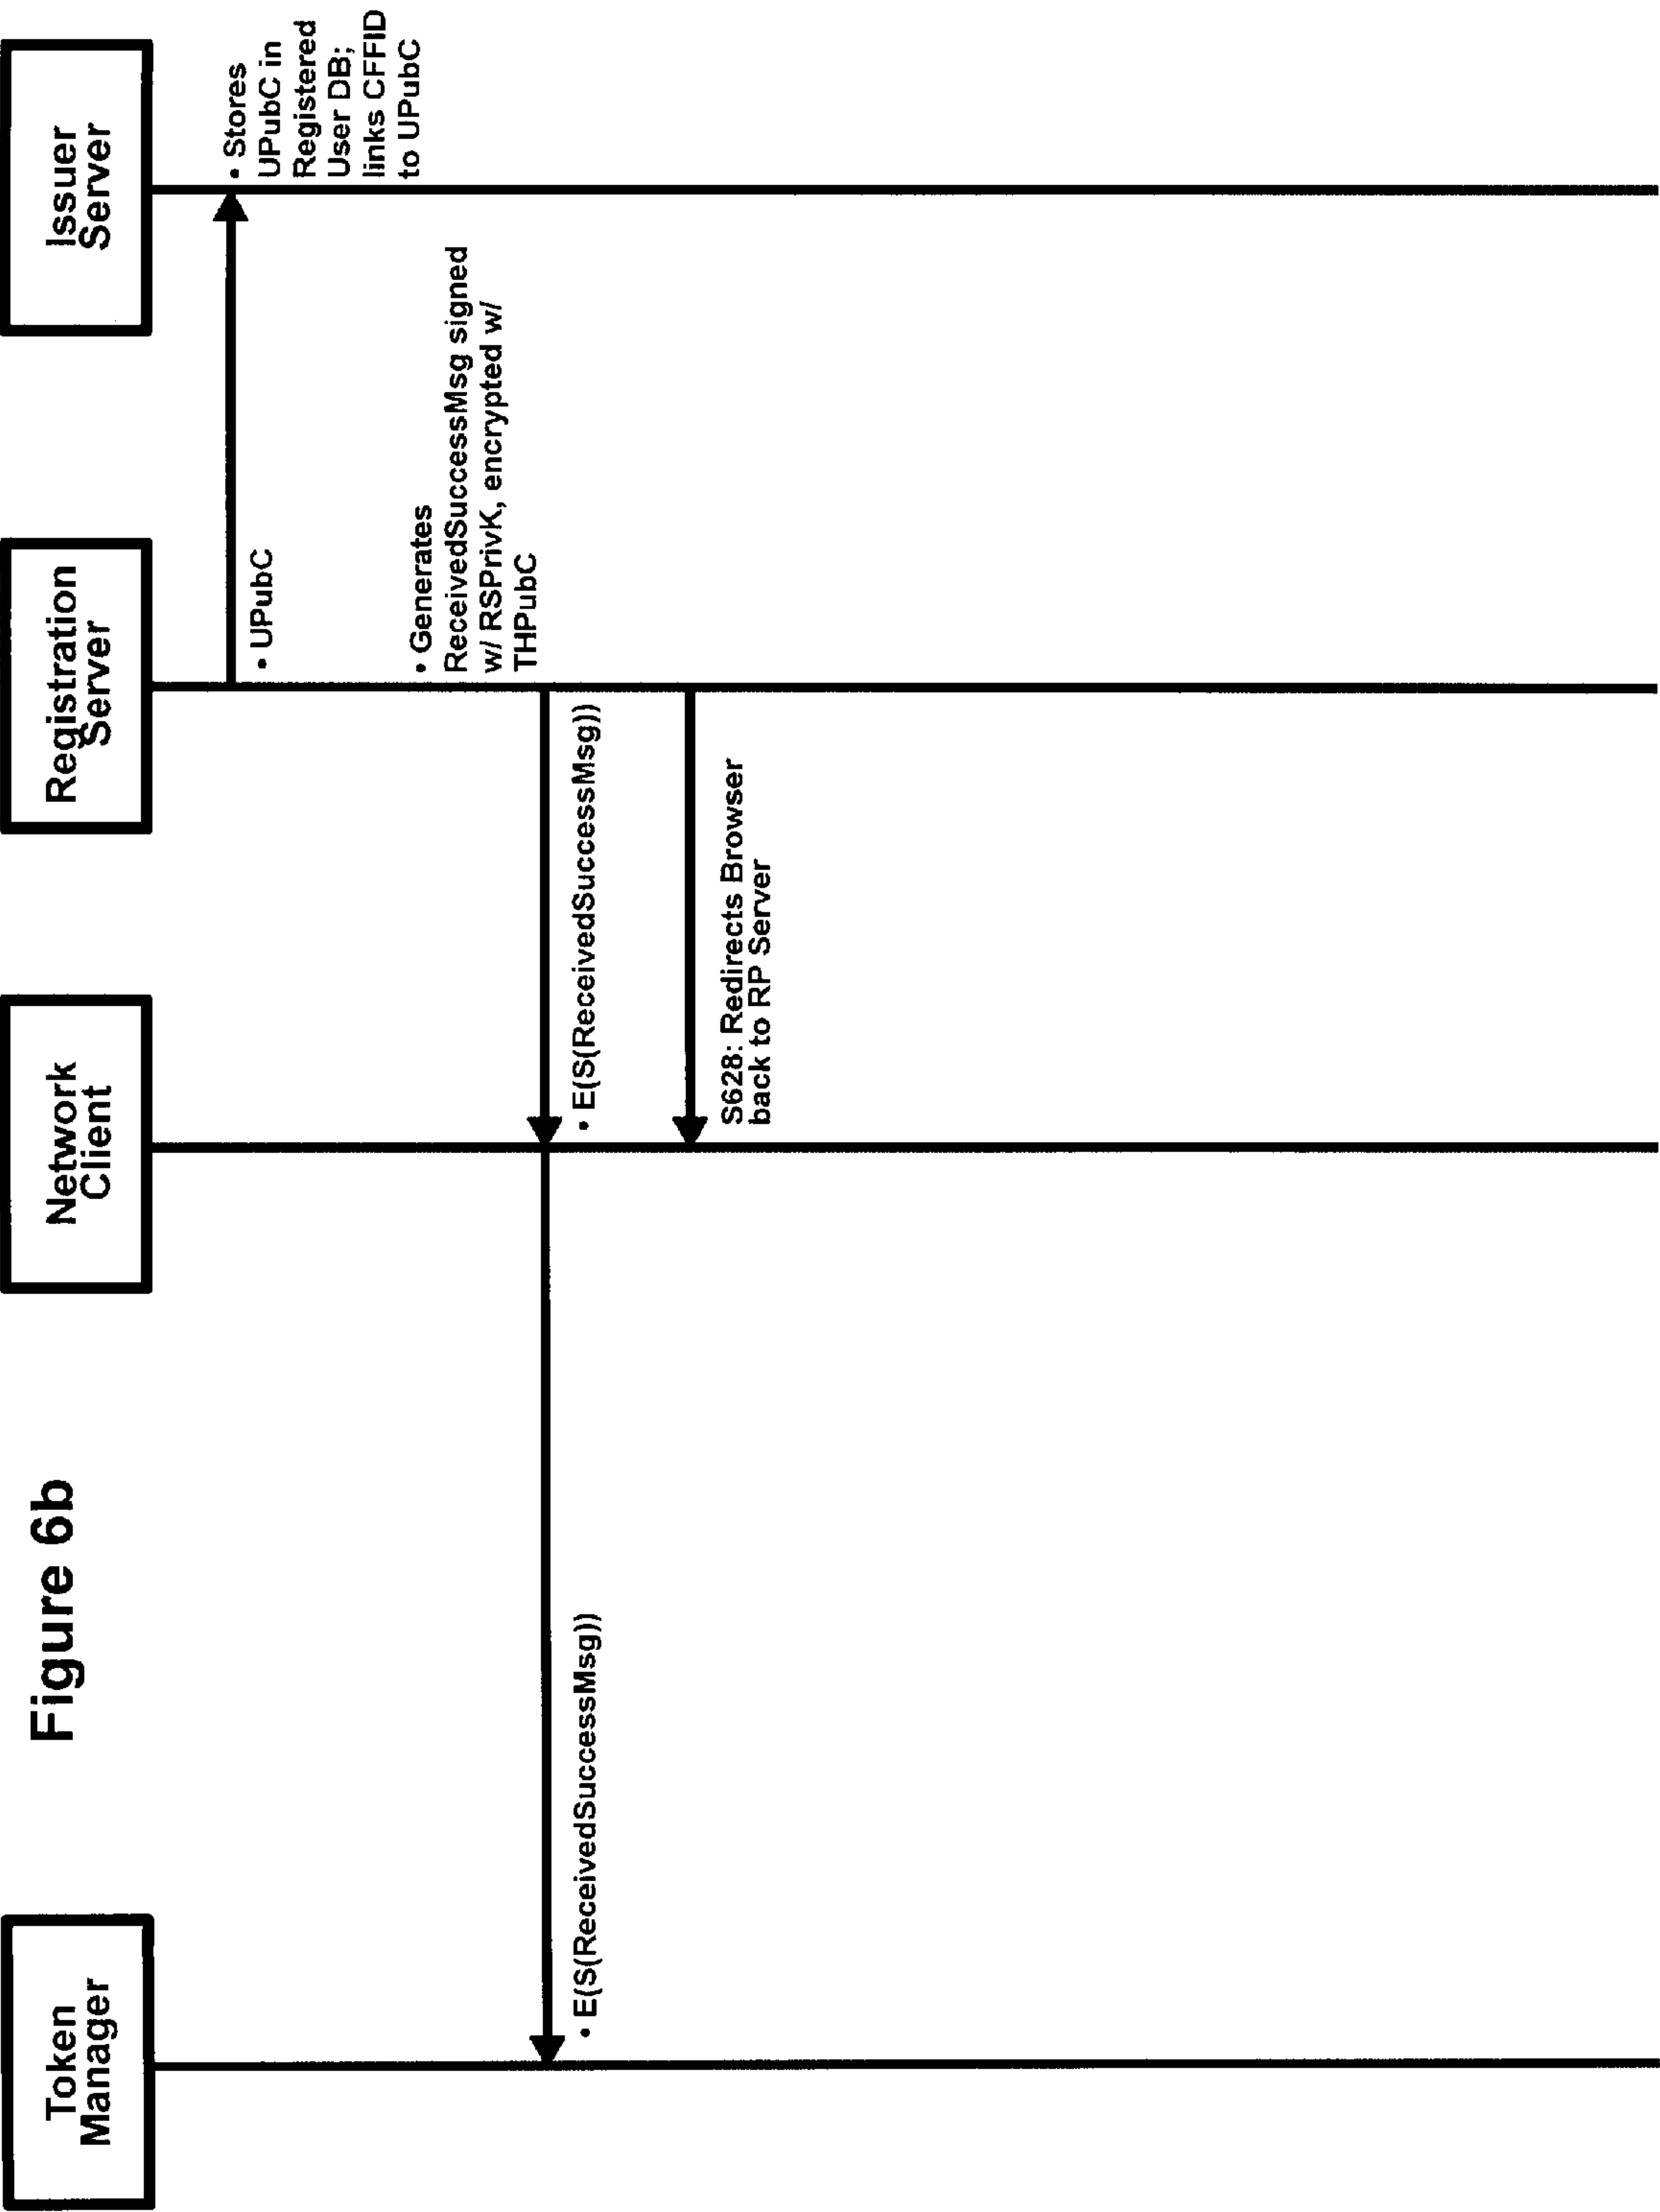 Figure 6b
Token
Manager
Network
Client
Registration
Server
Issuer
Server
• UPubC
• Stores
UPubC in
Registered
User DB;
links CFFID
to UPubC
• Generates
ReceivedSuccessMsg signed
w/ RSPrivK, encrypted w/
THPubC
• E(S(ReceivedSuccessMsg))
• E(S(ReceivedSuccessMsg))
S628: Redirects Browser
back to RP Server